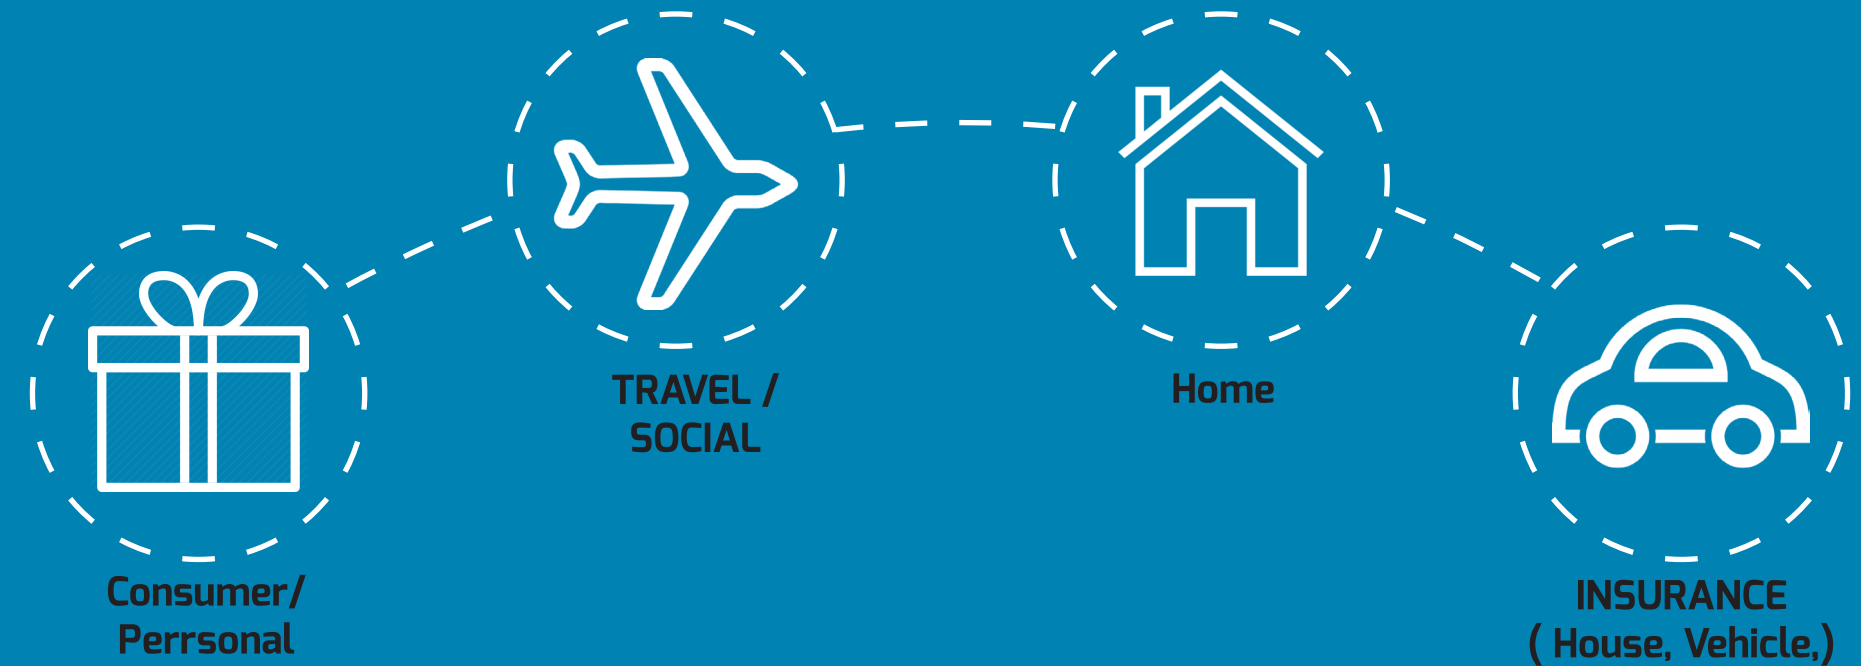 Consumer/
Perrsonal
TRAVEL /
SOCIAL
Home
INSURANCE
( House, Vehicle,)